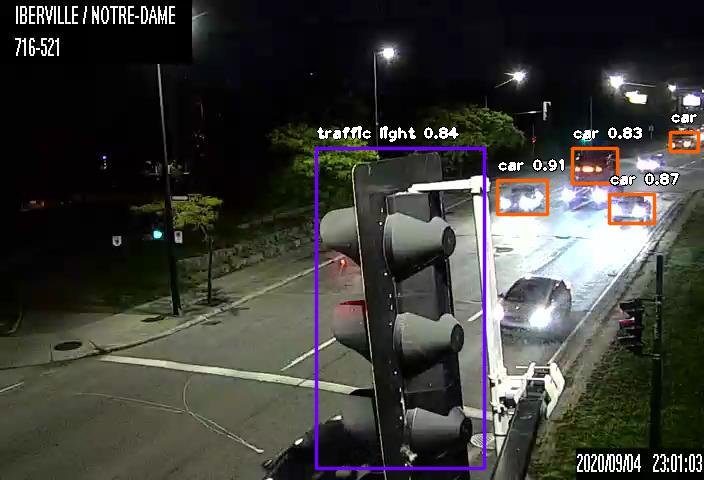 IBERVILLE / NOTRE-DAME
716-521
traffic light 0.84
car 0.91
car 0.83
car 0.87
car
2020/09/04 23:01:03